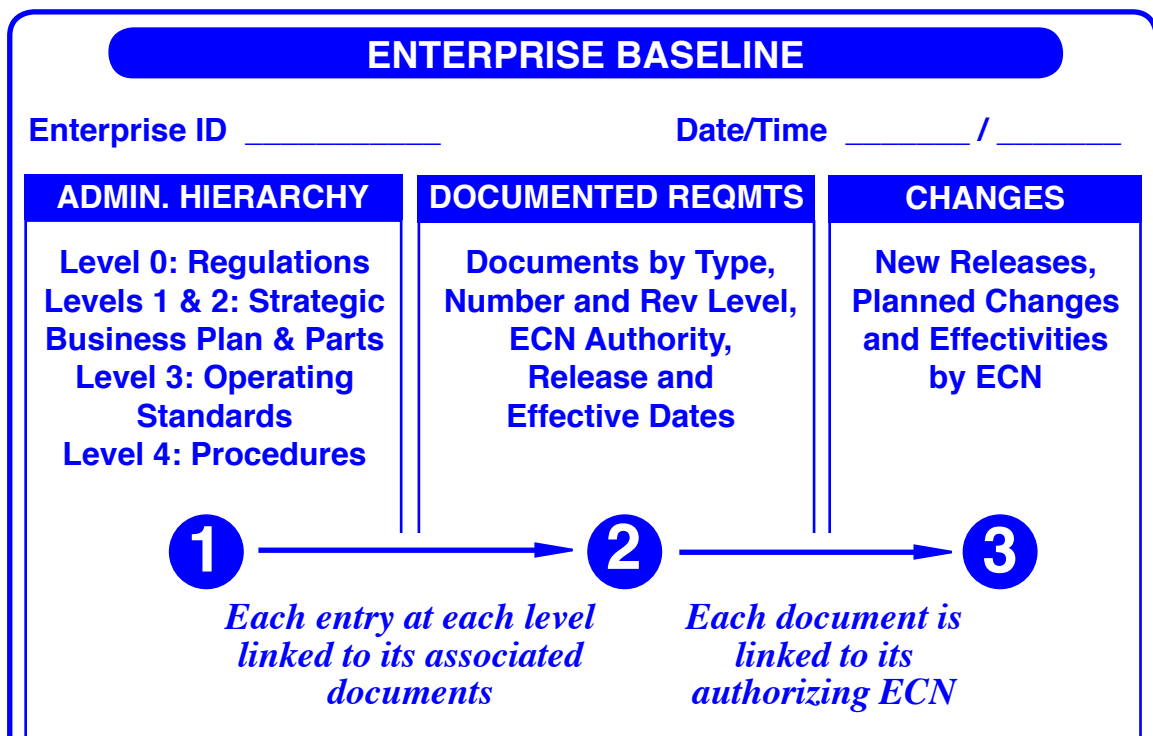 ENTERPRISE BASELINE
Enterprise ID ___________ Date/Time _______ / _______
ADMIN. HIERARCHY
Level 0: Regulations
Levels 1 & 2: Strategic
Business Plan & Parts
Level 3: Operating
Standards
Level 4: Procedures
DOCUMENTED REQMTS
Documents by Type,
Number and Rev Level,
ECN Authority,
Release and
Effective Dates
CHANGES
New Releases,
Planned Changes
and Effectivities
by ECN
1 2 3
Each entry at each level
linked to its associated
documents
Each document is
linked to its
authorizing ECN